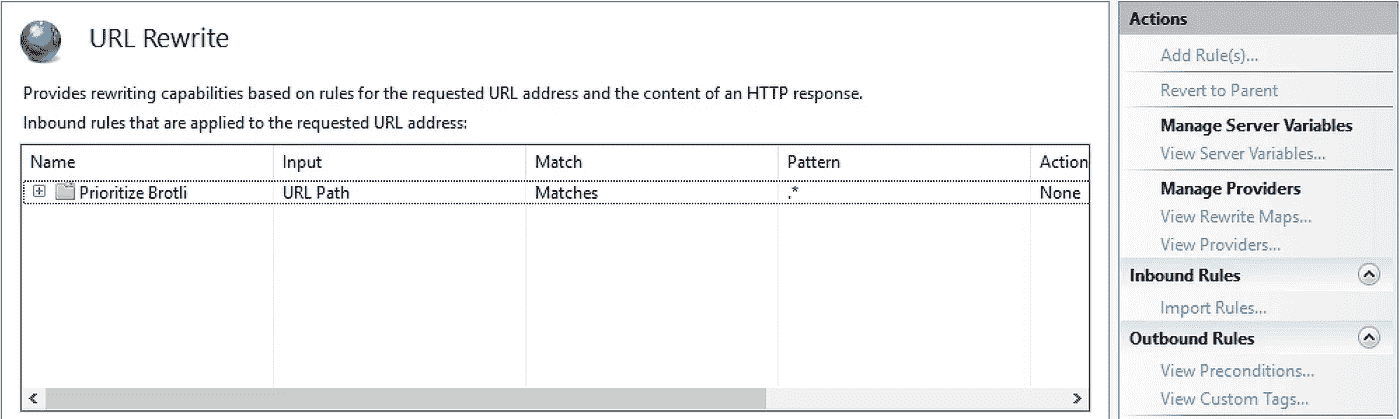 URL Rewrite
Provides rewriting capabilities based on rules for the requested URL address and the content of an HTTP response.
Inbound rules that are applied to the requested URL address:
Name Input Match Pattern Action
Prioritize Brotli URL Path Matches .* None
Actions
Add Rule(s)...
Revert to Parent
Manage Server Variables
View Server Variables...
Manage Providers
View Rewrite Maps...
View Providers...
Inbound Rules
Import Rules...
Outbound Rules
View Preconditions...
View Custom Tags...